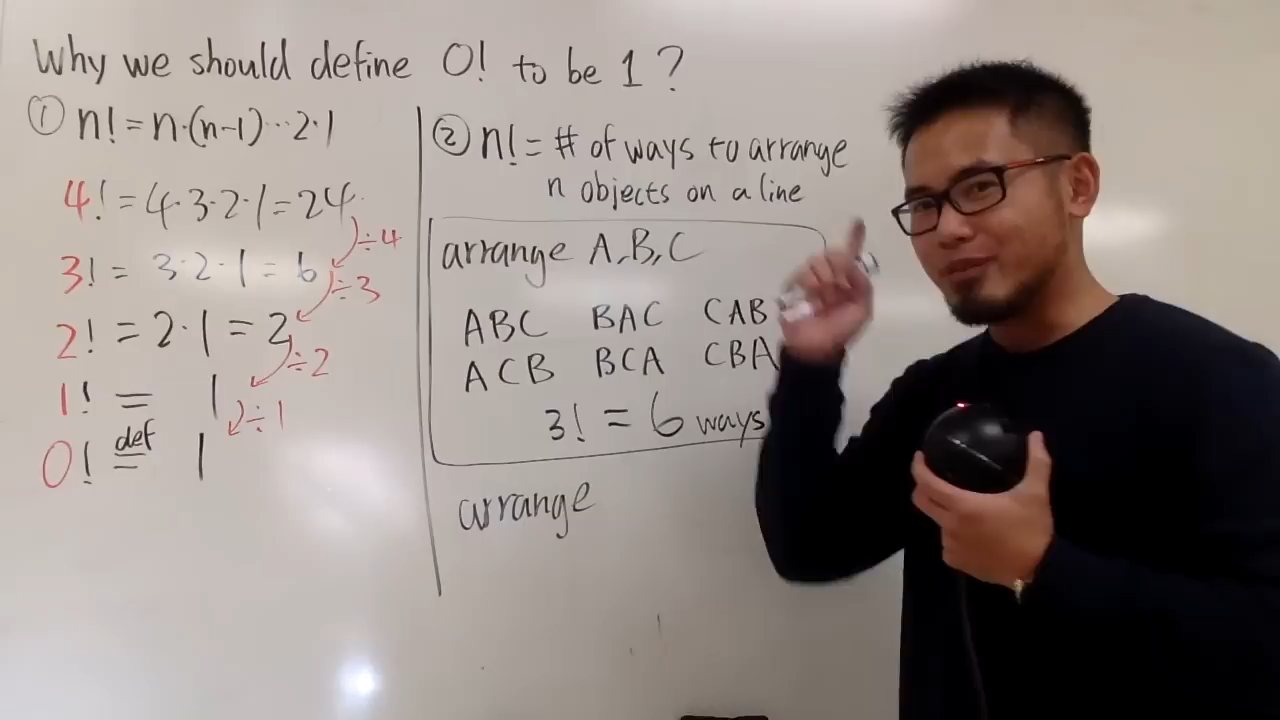 Why we should define 0! to be 1?
① n! = n·(n-1)···2·1
4! = 4·3·2·1 = 24
÷4
3! = 3·2·1 = 6
÷3
2! = 2·1 = 2
÷2
1! = 1
÷1
0! def= 1
② n! = # of ways to arrange
n objects on a line
arrange A,B,C
ABC BAC CAB
ACB BCA CBA
3! = 6 ways
arrange